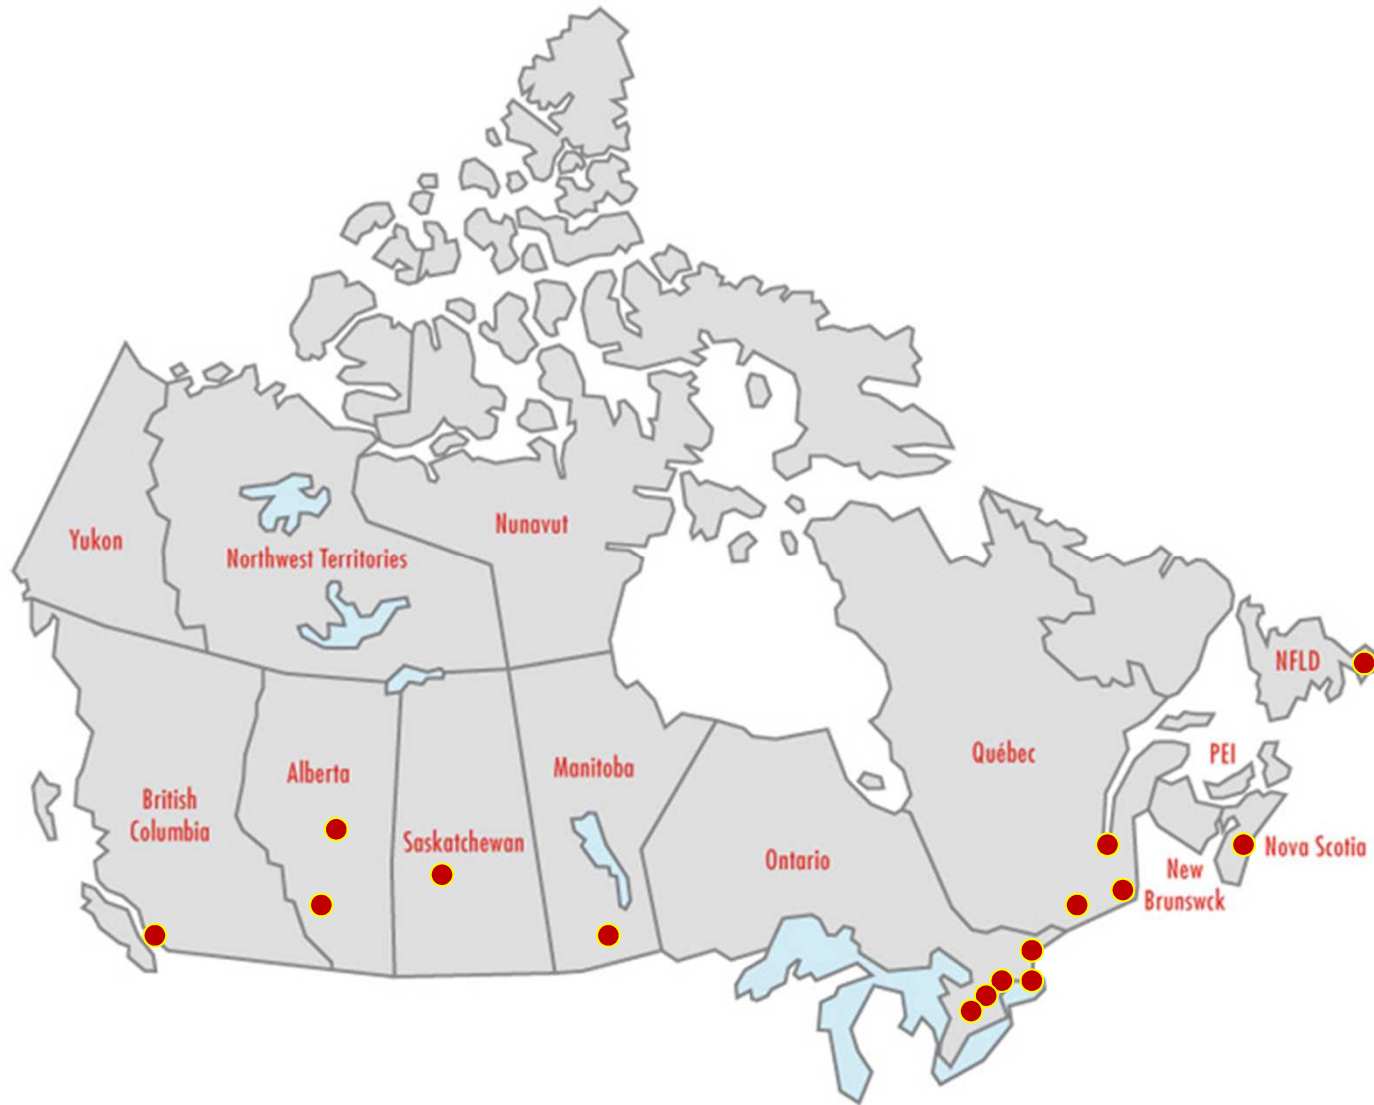 Yukon
Northwest Territories
Nunavut
British
Columbia
Alberta
Saskatchewan
Manitoba
Ontario
Québec
NFLD
PEI
Nova Scotia
New
Brunswck